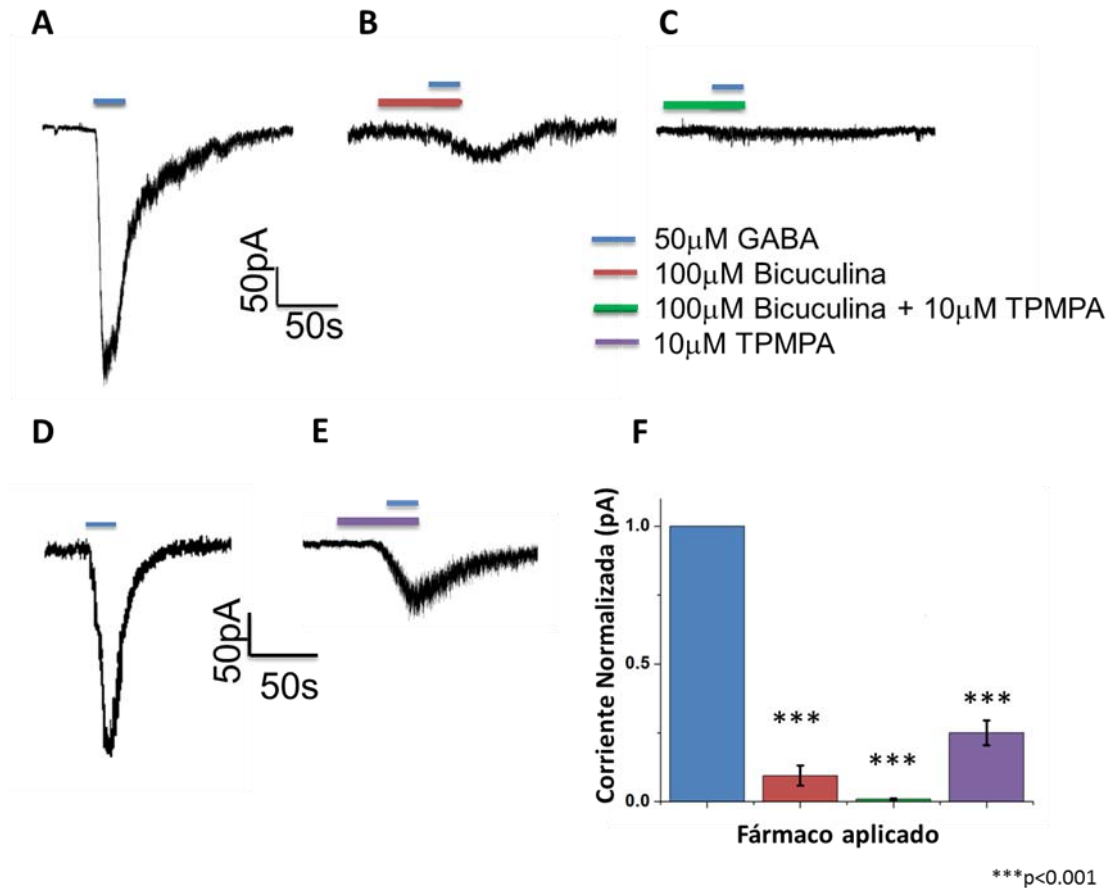 A
B
C
50pA
50s
50μM GABA
100μM Bicuculina
100μM Bicuculina + 10μM TPMPA
10μM TPMPA
D
E
F
50pA
50s
Corriente Normalizada (pA)
1.0
0.5
0.0
***
***
***
Fármaco aplicado
***p<0.001